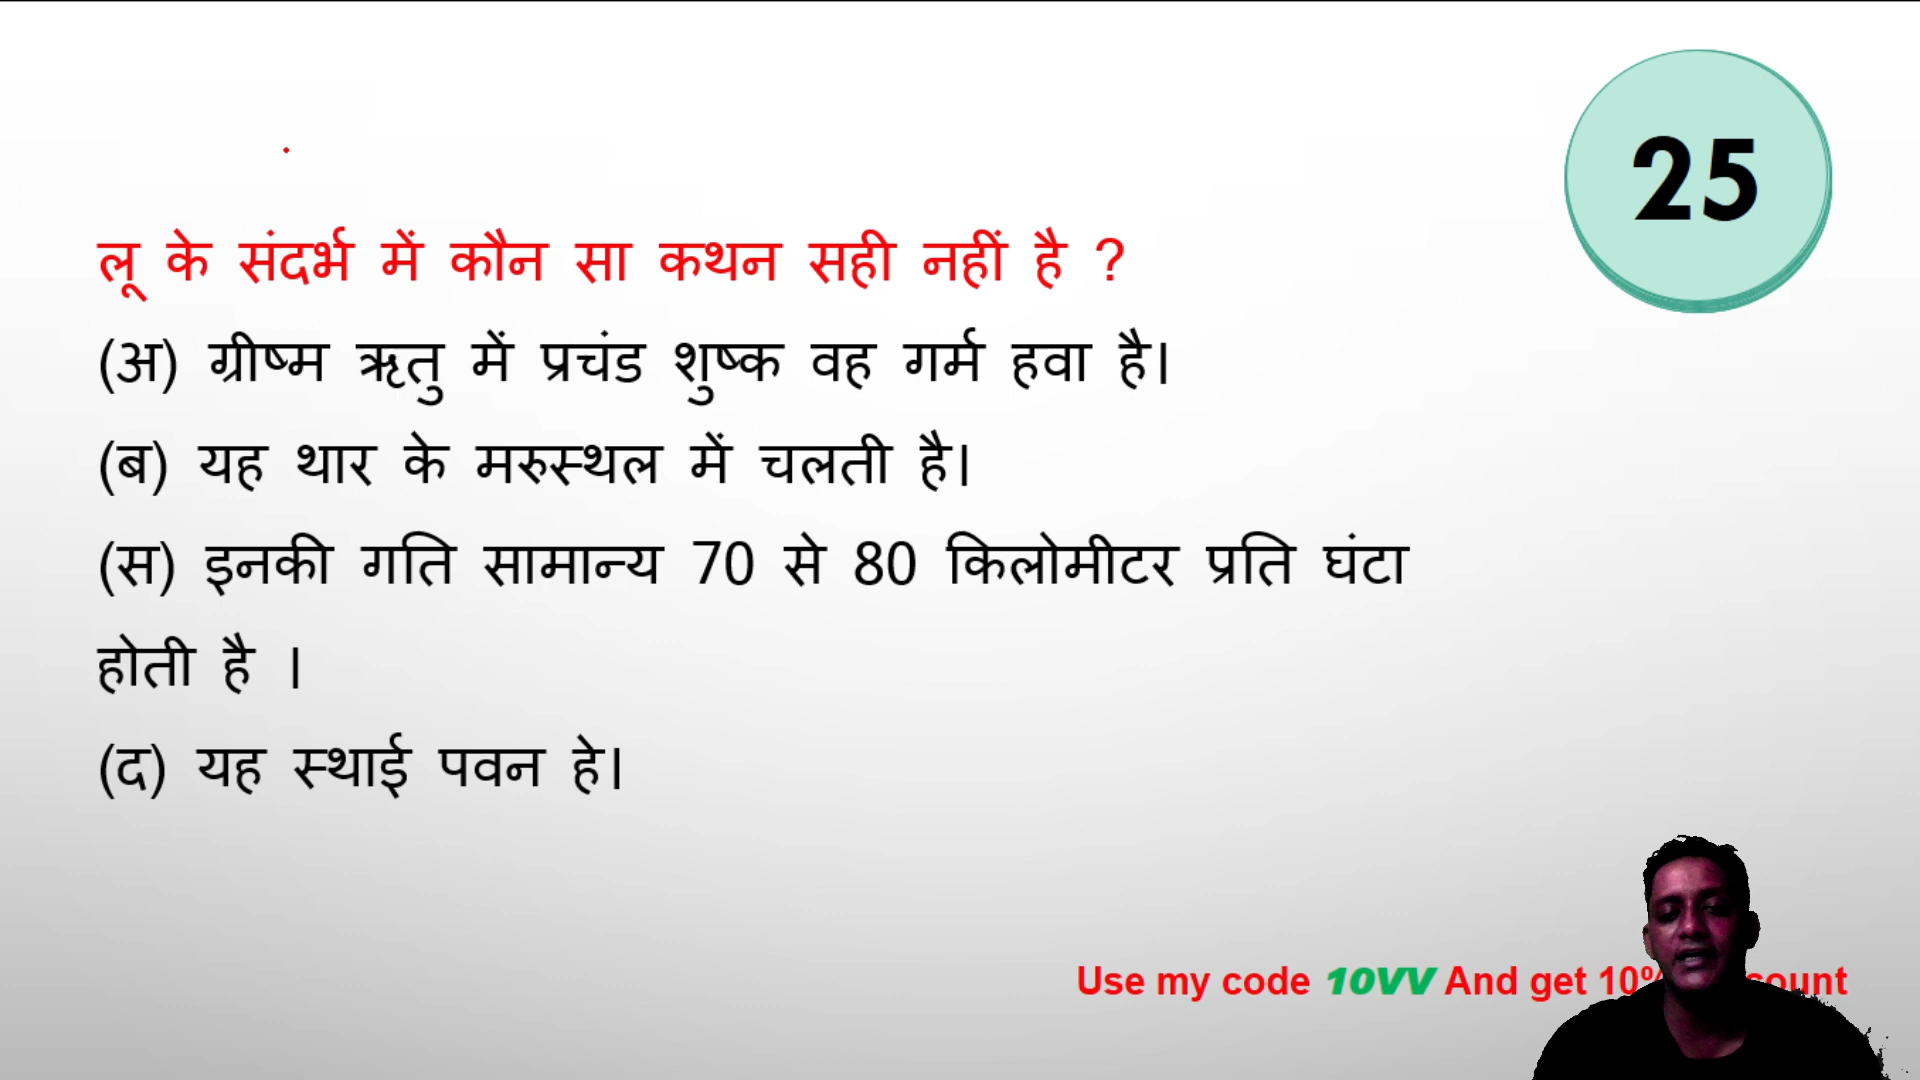 25
लू के संदर्भ में कौन सा कथन सही नहीं है ?
(अ) ग्रीष्म ऋतु में प्रचंड शुष्क वह गर्म हवा है।
(ब) यह थार के मरुस्थल में चलती है।
(स) इनकी गति सामान्य 70 से 80 किलोमीटर प्रति घंटा
होती है ।
(द) यह स्थाई पवन हे।
Use my code 10VV And get 10%